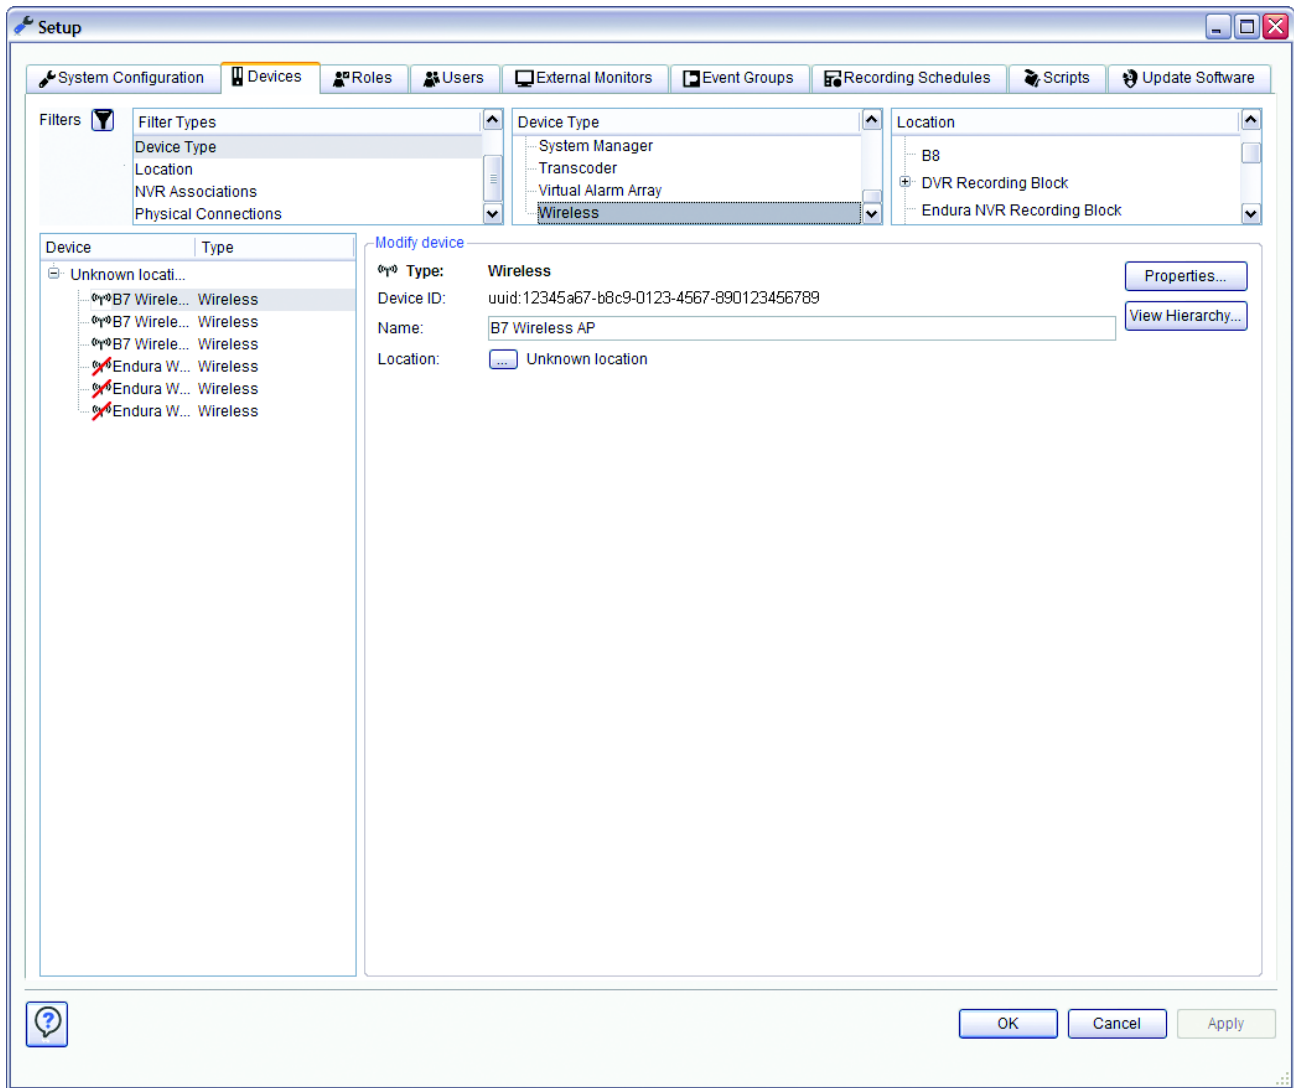 Setup
System Configuration Devices Roles Users External Monitors Event Groups Recording Schedules Scripts Update Software
Filters
Filter Types
Device Type
Location
NVR Associations
Physical Connections
Device Type
System Manager
Transcoder
Virtual Alarm Array
Wireless
Location
B8
DVR Recording Block
Endura NVR Recording Block
Device Type
Unknown locati...
B7 Wirele... Wireless
B7 Wirele... Wireless
B7 Wirele... Wireless
Endura W... Wireless
Endura W... Wireless
Endura W... Wireless
Modify device
Type: Wireless
Device ID: uuid:12345a67-b8c9-0123-4567-890123456789
Name: B7 Wireless AP
Location: ... Unknown location
Properties...
View Hierarchy...
OK Cancel Apply